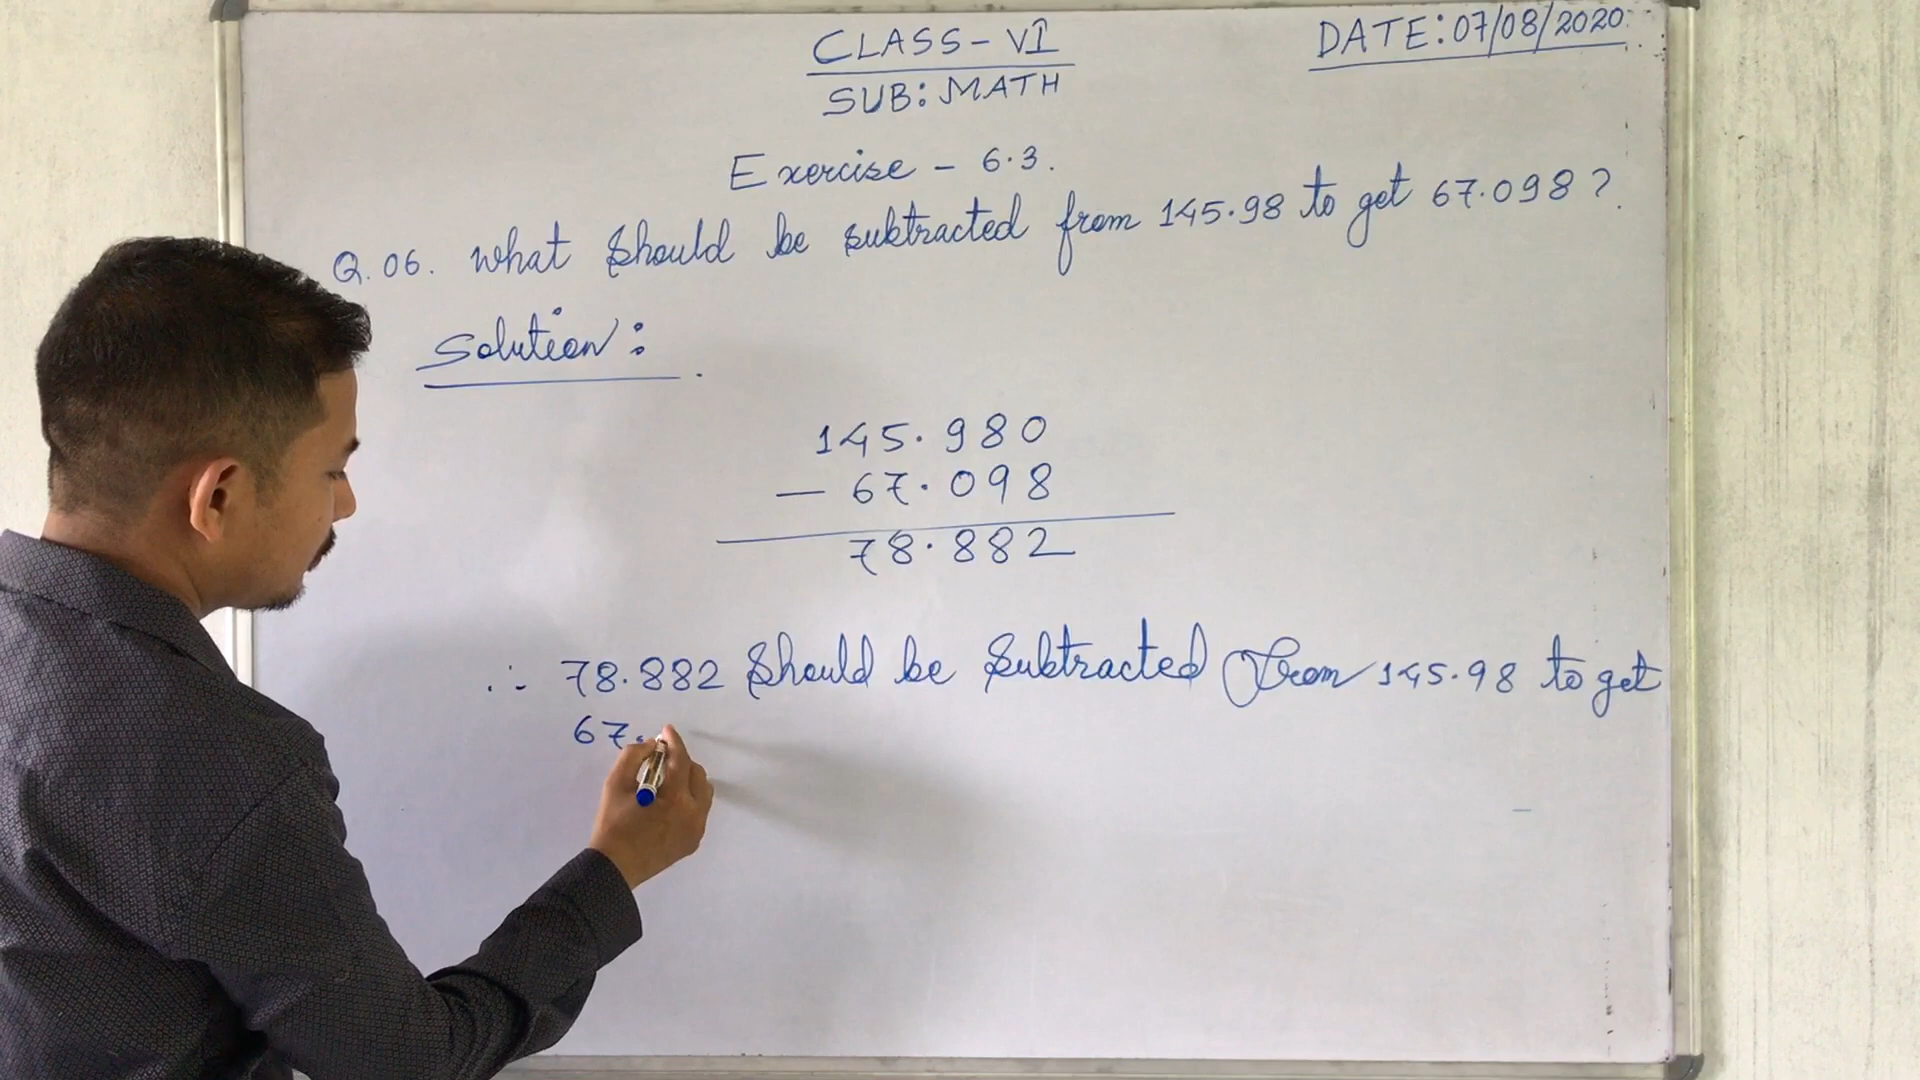 CLASS-VI
SUB: MATH
DATE: 07/08/2020
Exercise - 6.3.
Q.06. What should be subtracted from 145.98 to get 67.098?
Solution:
145.980
- 67.098
78.882
∴ 78.882 should be subtracted from 145.98 to get
67.